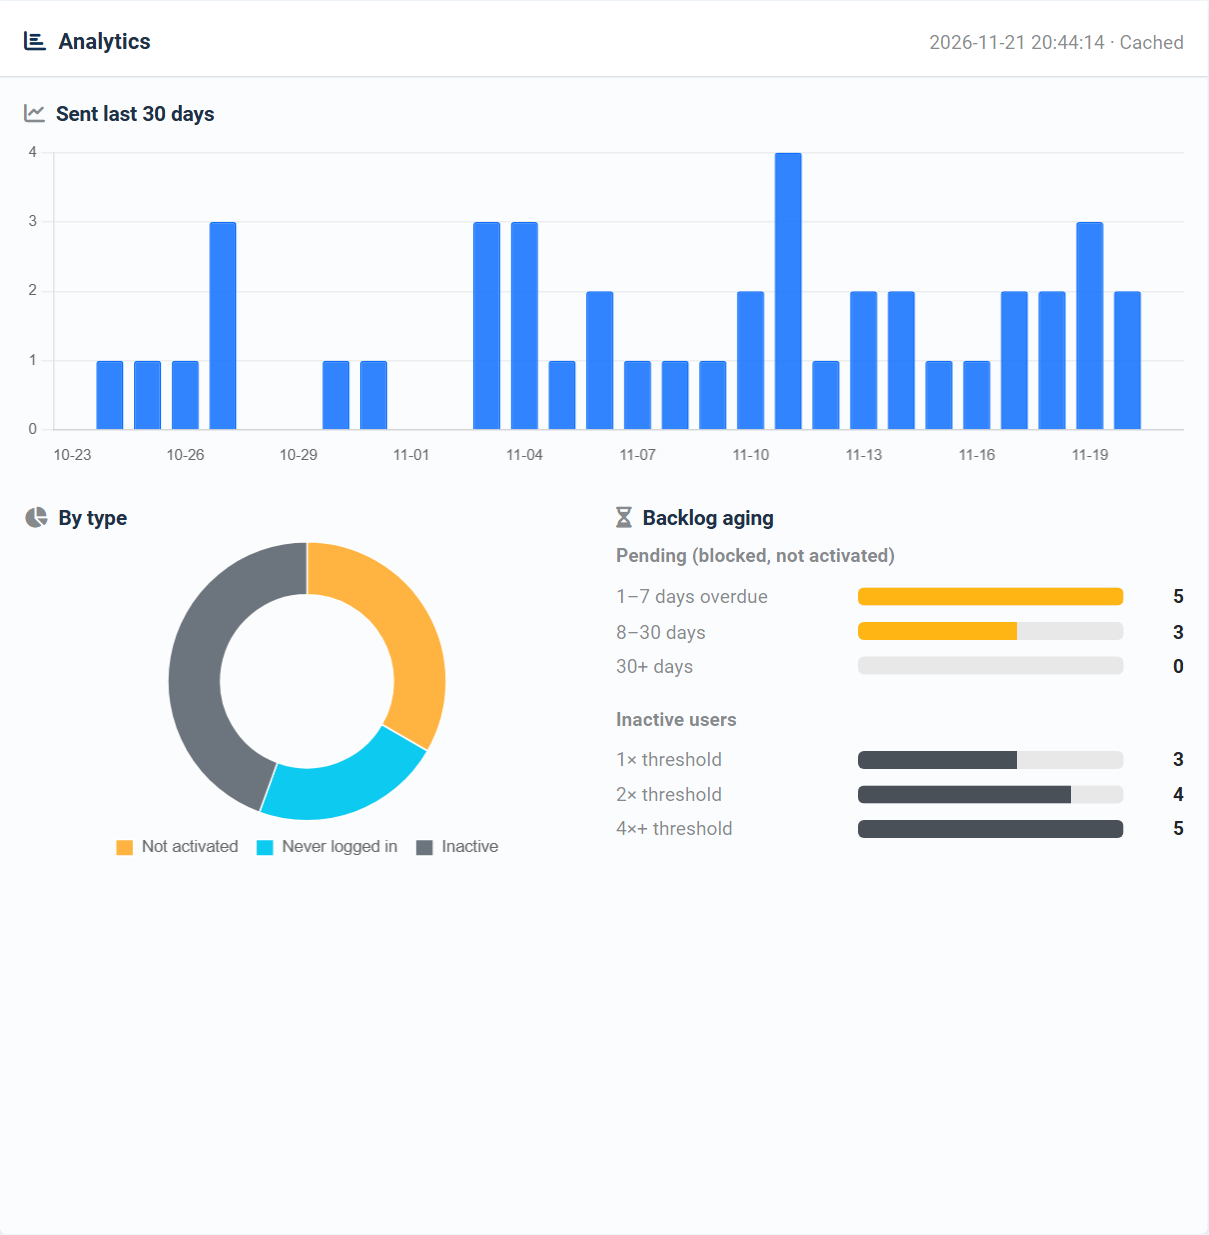 Analytics
2026-11-21 20:44:14 · Cached
Sent last 30 days
4
3
2
1
0
10-23 10-26 10-29 11-01 11-04 11-07 11-10 11-13 11-16 11-19
By type
Not activated Never logged in Inactive
Backlog aging
Pending (blocked, not activated)
1–7 days overdue 5
8–30 days 3
30+ days 0
Inactive users
1× threshold 3
2× threshold 4
4×+ threshold 5